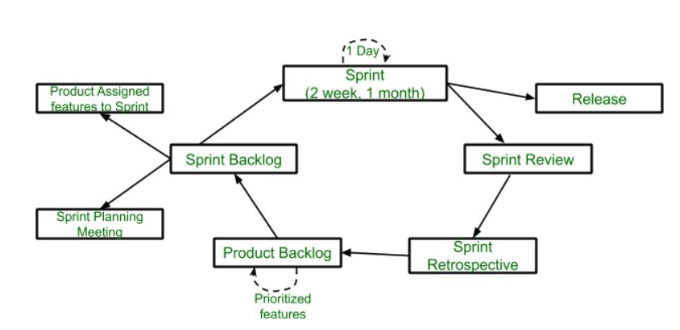 1 Day
Sprint
(2 week, 1 month)
Product Assigned
features to Sprint
Release
Sprint Backlog
Sprint Review
Sprint Planning
Meeting
Product Backlog
Sprint
Retrospective
Prioritized
features